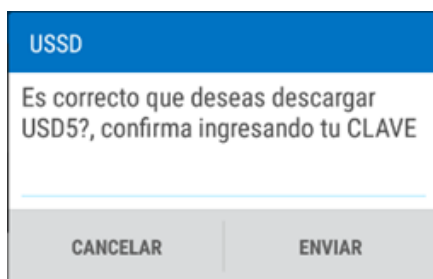 USSD
Es correcto que deseas descargar
USD5?, confirma ingresando tu CLAVE
CANCELAR ENVIAR